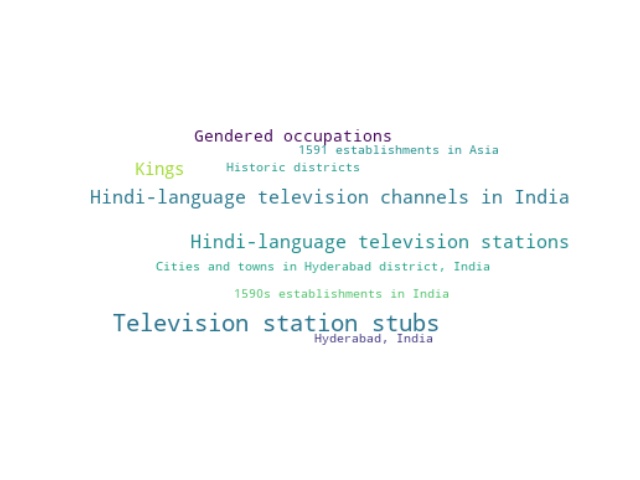 Gendered occupations
1591 establishments in Asia
Kings
Historic districts
Hindi-language television channels in India
Hindi-language television stations
Cities and towns in Hyderabad district, India
1590s establishments in India
Television station stubs
Hyderabad, India